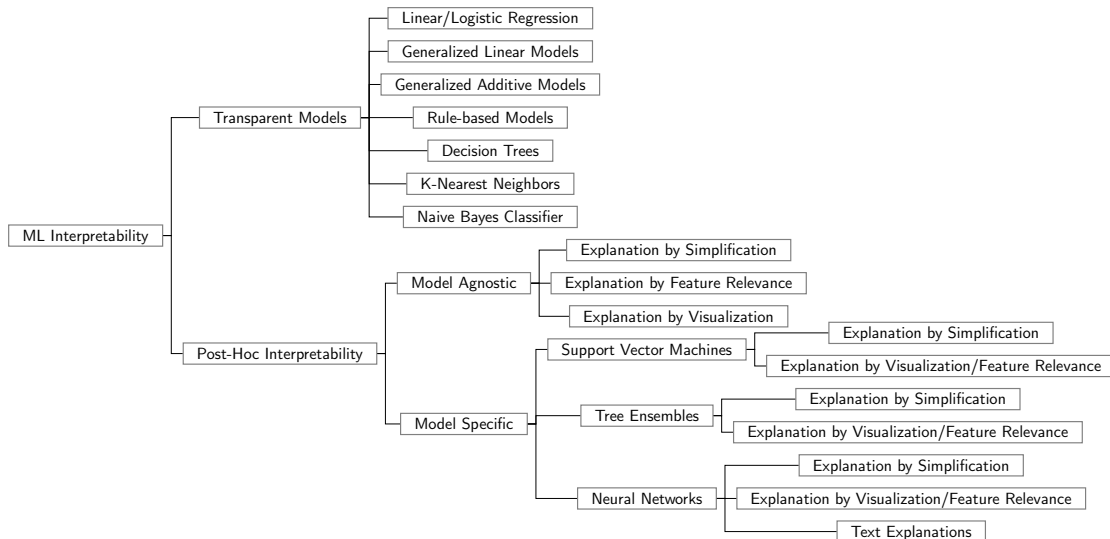 Linear/Logistic Regression
Generalized Linear Models
Generalized Additive Models
Transparent Models
Rule-based Models
Decision Trees
K-Nearest Neighbors
Naive Bayes Classifier
ML Interpretability
Explanation by Simplification
Model Agnostic
Explanation by Feature Relevance
Explanation by Visualization
Post-Hoc Interpretability
Support Vector Machines
Explanation by Simplification
Explanation by Visualization/Feature Relevance
Model Specific
Tree Ensembles
Explanation by Simplification
Explanation by Visualization/Feature Relevance
Neural Networks
Explanation by Simplification
Explanation by Visualization/Feature Relevance
Text Explanations